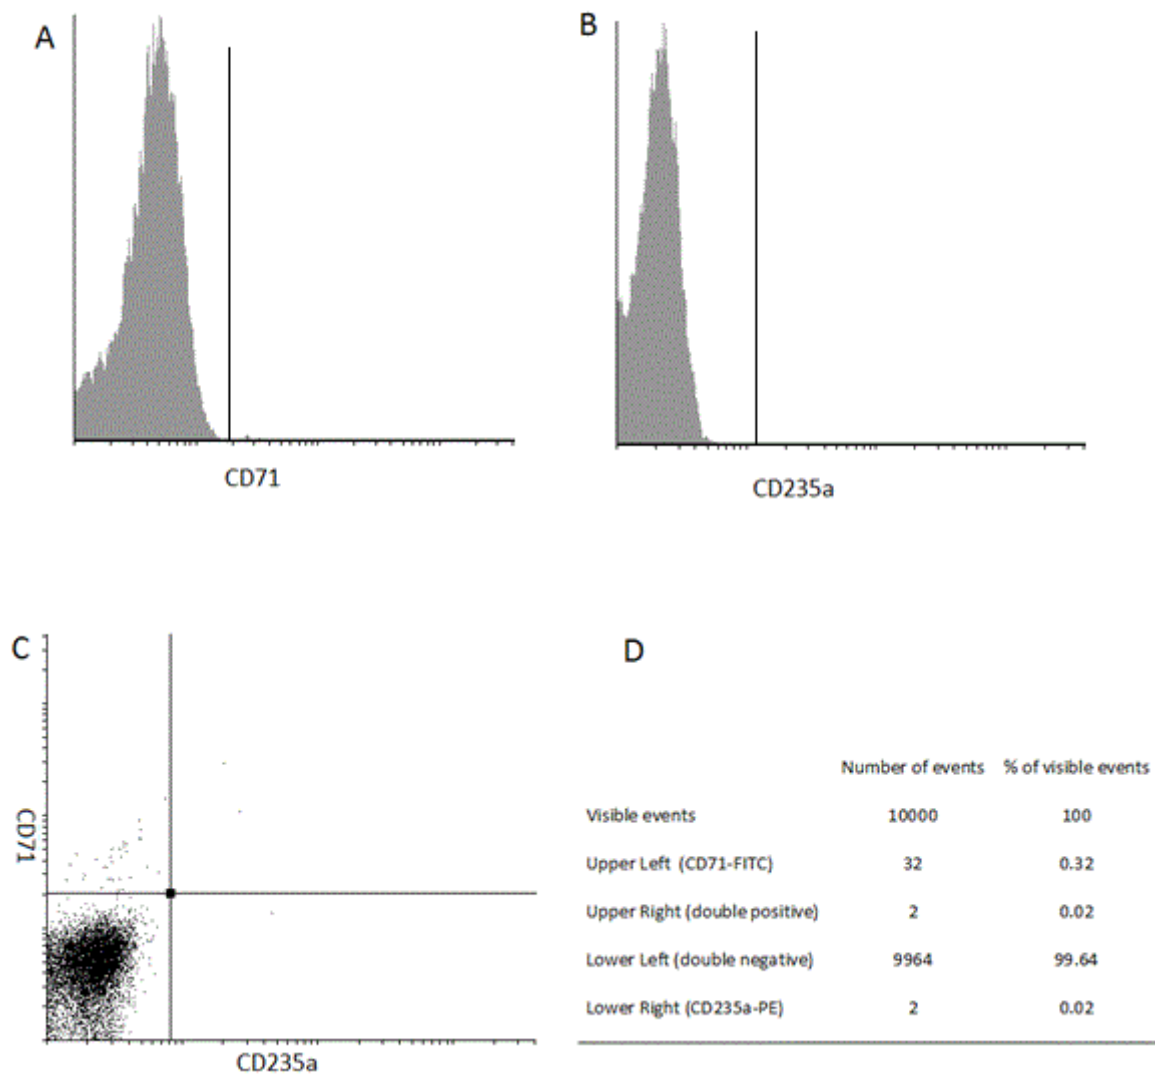 A
B
CD71
CD235a
C
D
CD71
CD235a
Number of events % of visible events
Visible events 10000 100
Upper Left (CD71-FITC) 32 0.32
Upper Right (double positive) 2 0.02
Lower Left (double negative) 9964 99.64
Lower Right (CD235a-PE) 2 0.02